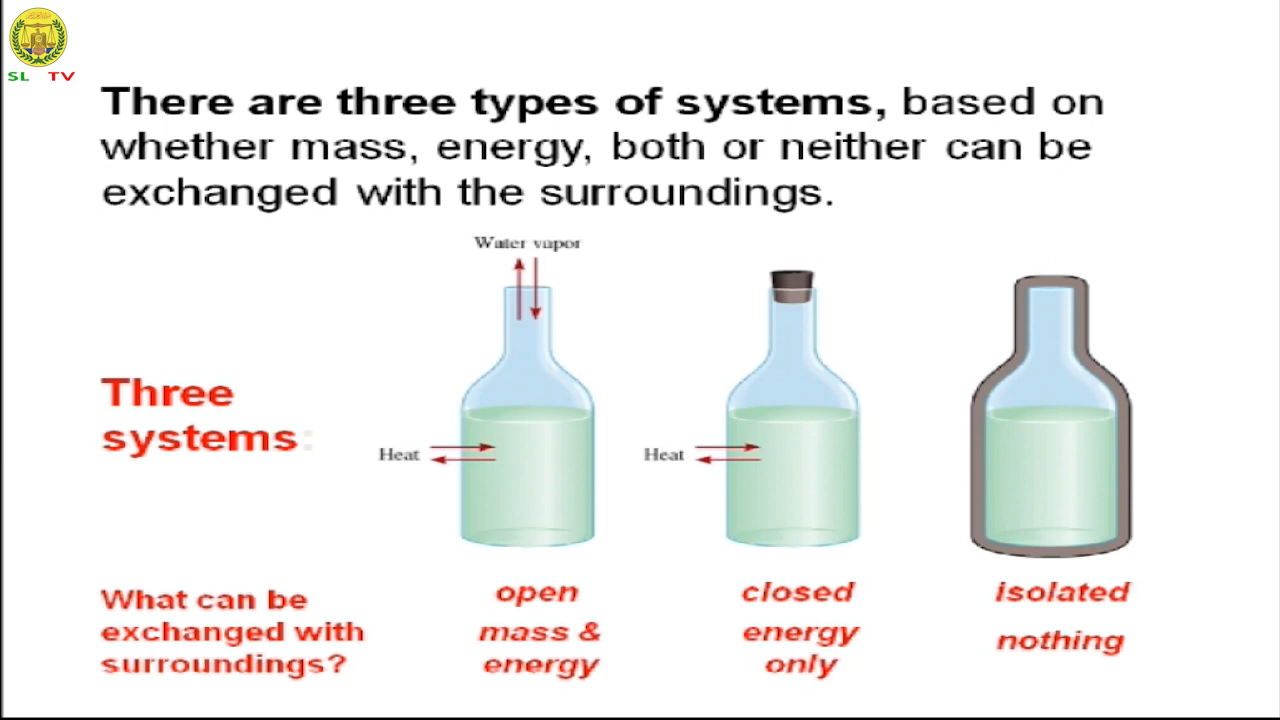 SL TV
There are three types of systems, based on
whether mass, energy, both or neither can be
exchanged with the surroundings.
Water vapor
Three
systems:
Heat
Heat
What can be
exchanged with
surroundings?
open
mass &
energy
closed
energy
only
isolated
nothing